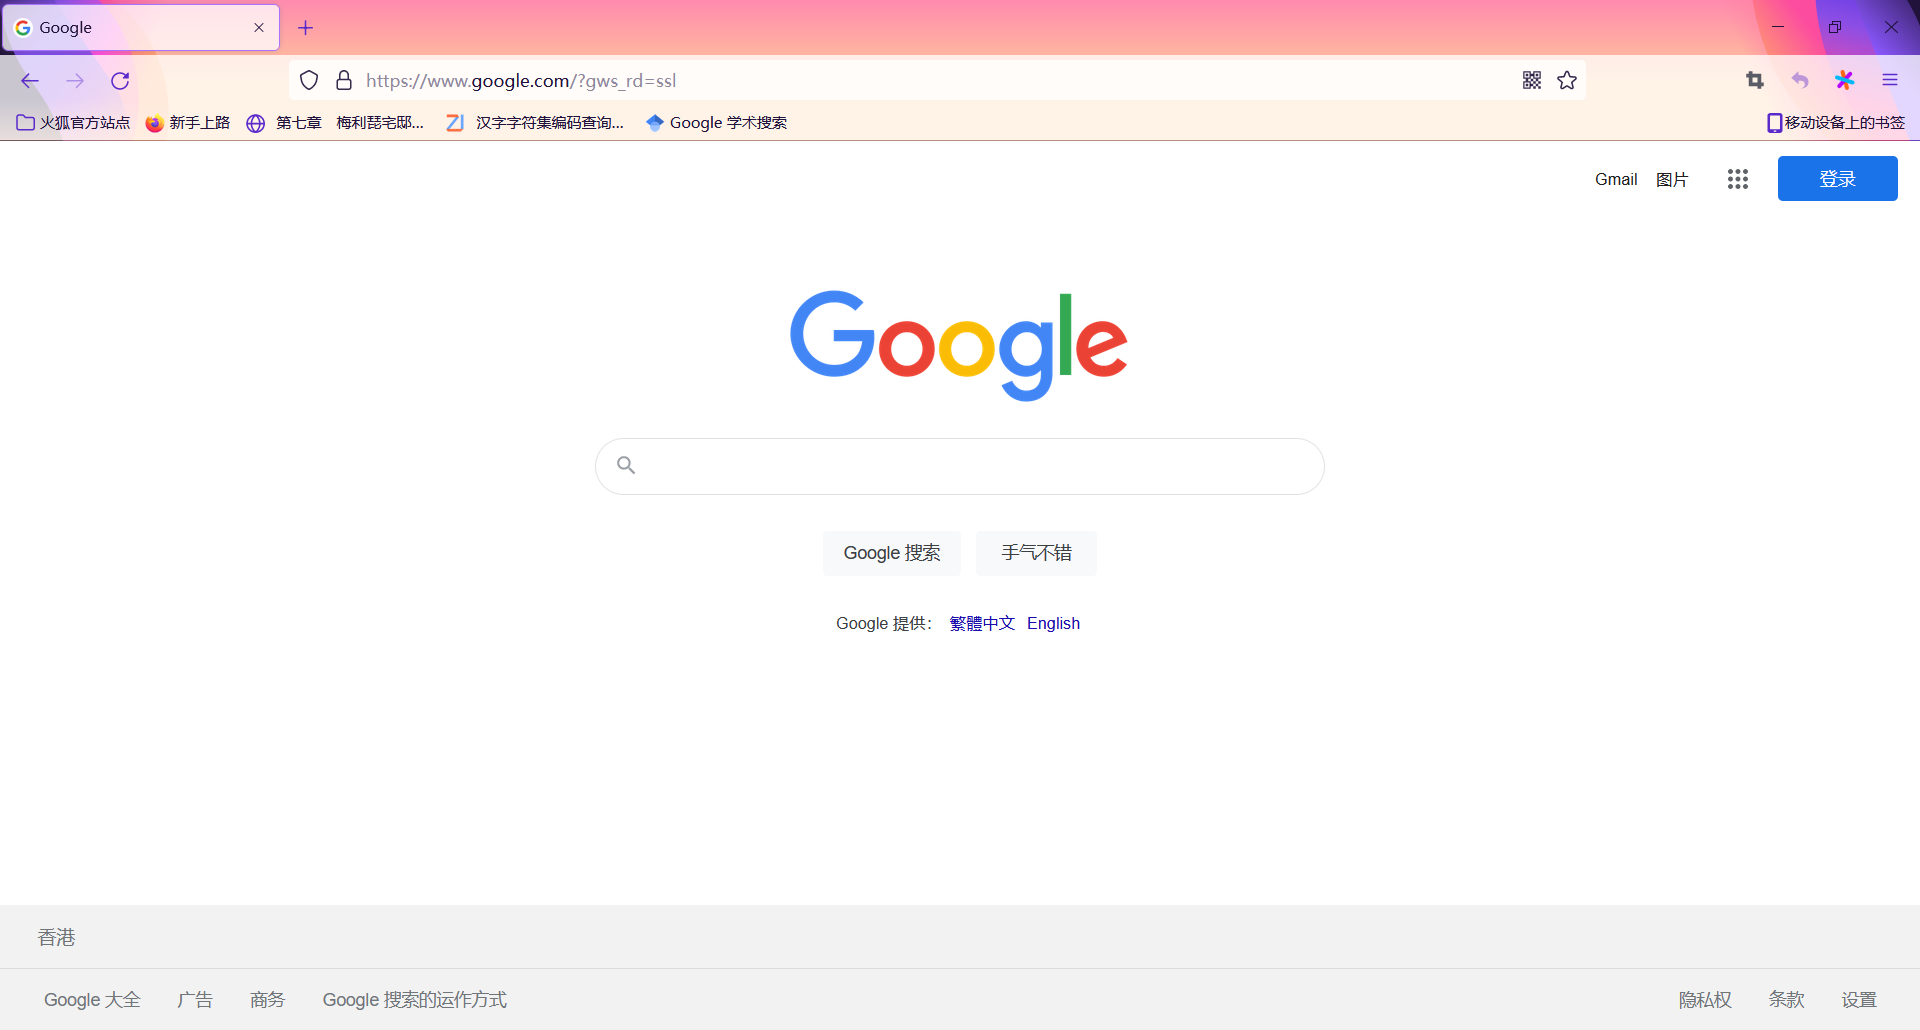 Google
https://www.google.com/?gws_rd=ssl
火狐官方站点 新手上路 第七章 梅利琵宅邸... 汉字字符集编码查询... Google 学术搜索 移动设备上的书签
Gmail 图片 登录
Google
Google 搜索 手气不错
Google 提供： 繁體中文 English
香港
Google 大全 广告 商务 Google 搜索的运作方式 隐私权 条款 设置